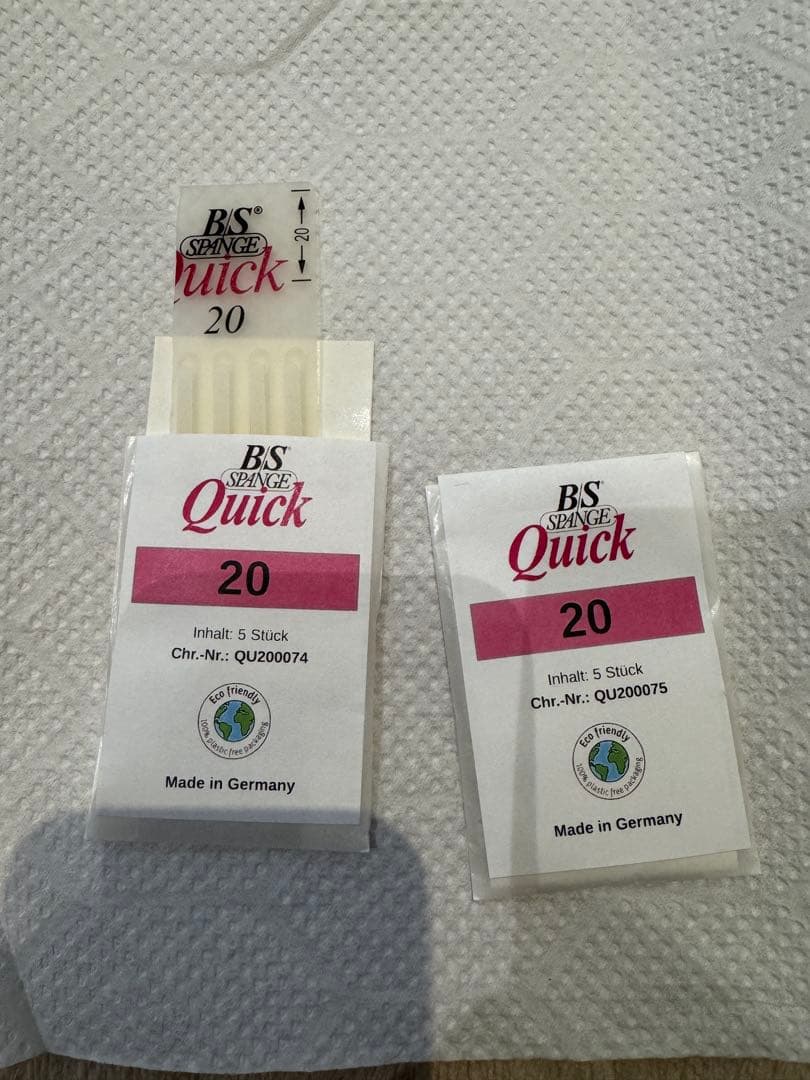 B/S®
SPANGE
Quick
20
20
B/S®
SPANGE
Quick
20
Inhalt: 5 Stück
Chr.-Nr.: QU200074
Eco friendly
100% plastic free packaging
Made in Germany
B/S
SPANGE
Quick
20
Inhalt: 5 Stück
Chr.-Nr.: QU200075
Eco friendly
100% plastic free packaging
Made in Germany